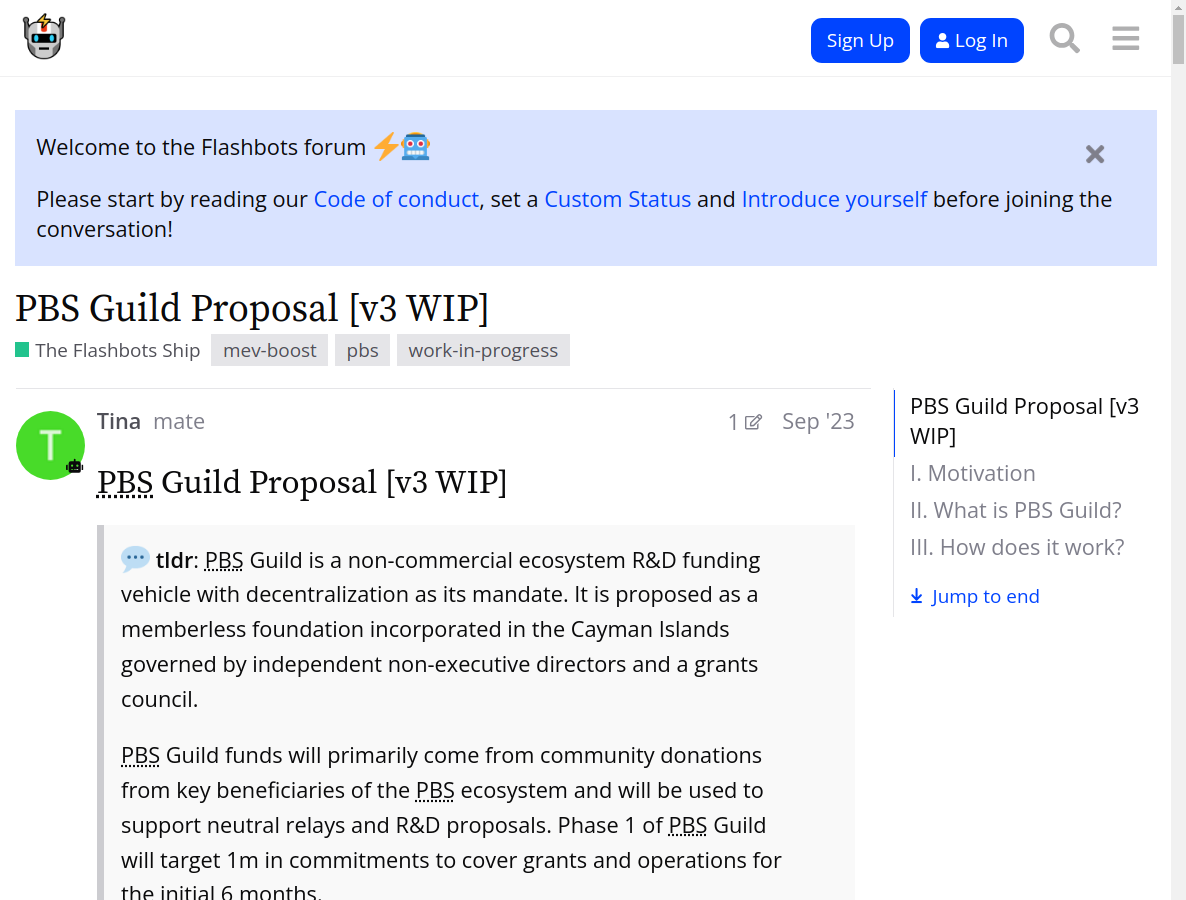 Sign Up
Log In
Welcome to the Flashbots forum
Please start by reading our Code of conduct, set a Custom Status and Introduce yourself before joining the
conversation!
PBS Guild Proposal [v3 WIP]
The Flashbots Ship mev-boost pbs work-in-progress
T
Tina mate 1 Sep '23
PBS Guild Proposal [v3 WIP]
tldr: PBS Guild is a non-commercial ecosystem R&D funding
vehicle with decentralization as its mandate. It is proposed as a
memberless foundation incorporated in the Cayman Islands
governed by independent non-executive directors and a grants
council.
PBS Guild funds will primarily come from community donations
from key beneficiaries of the PBS ecosystem and will be used to
support neutral relays and R&D proposals. Phase 1 of PBS Guild
will target 1m in commitments to cover grants and operations for
the initial 6 months.
PBS Guild Proposal [v3
WIP]
I. Motivation
II. What is PBS Guild?
III. How does it work?
Jump to end